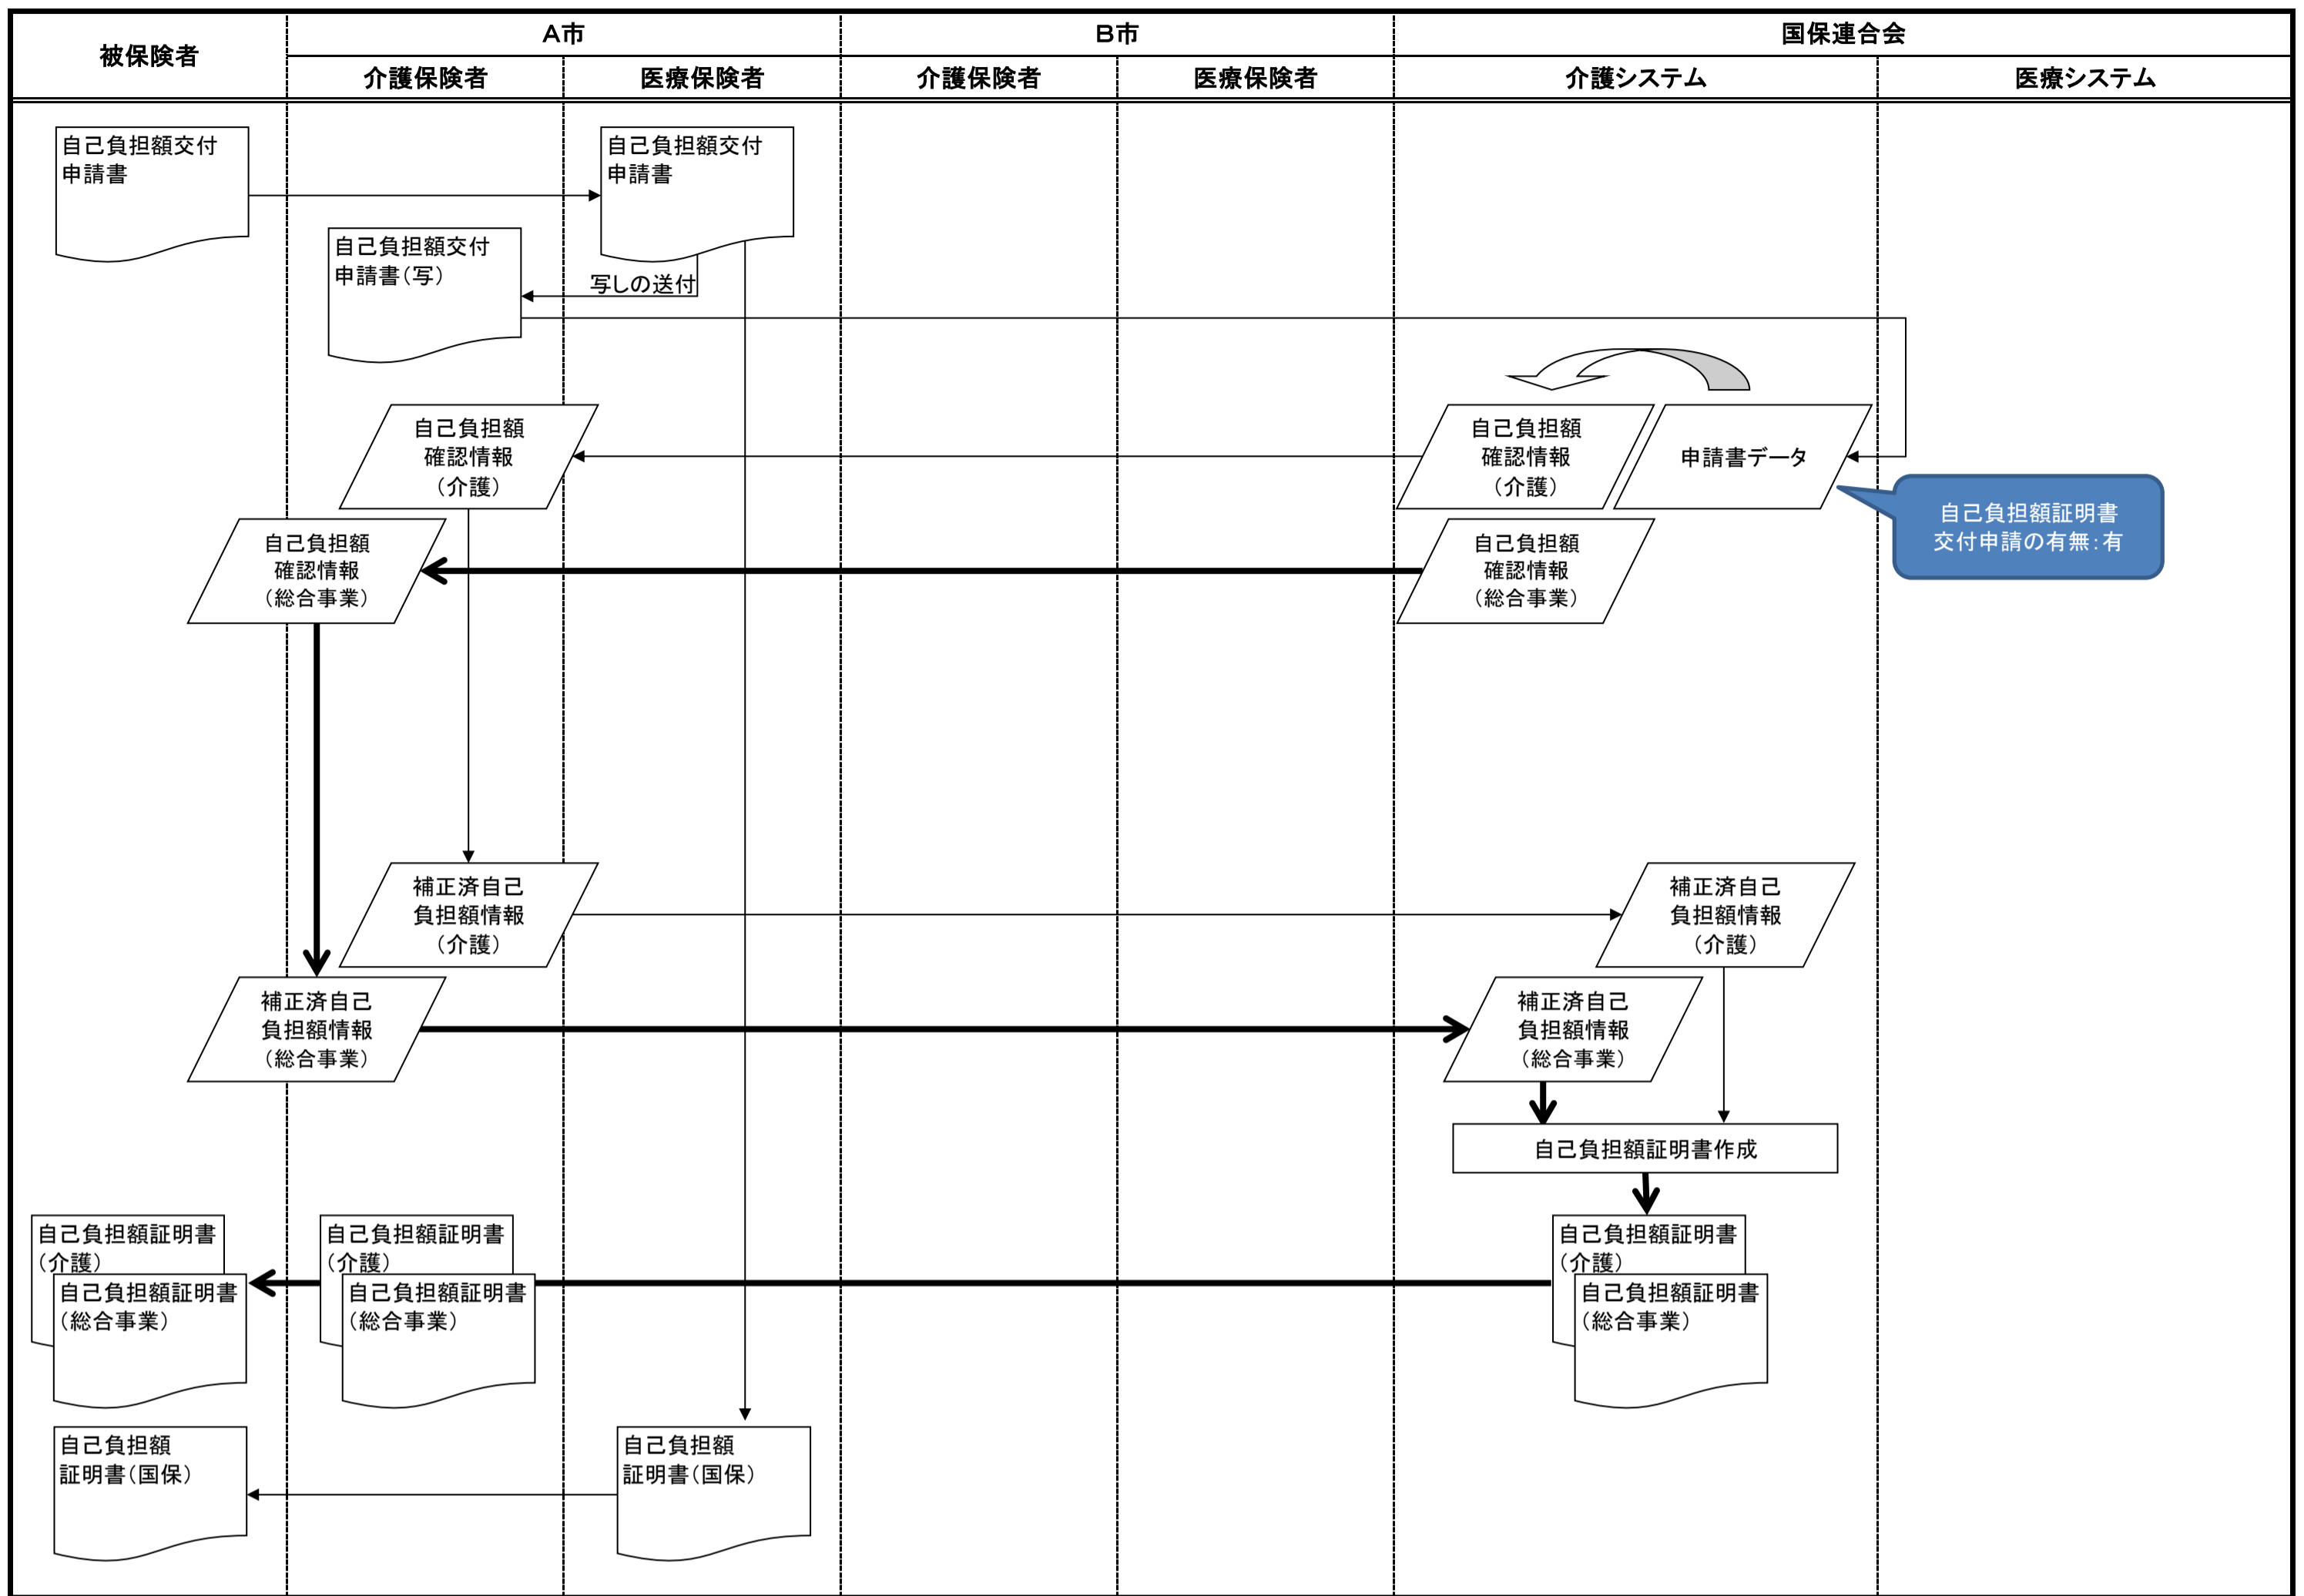 被保険者
A市
B市
国保連合会
介護保険者
医療保険者
介護保険者
医療保険者
介護システム
医療システム
自己負担額交付
申請書
自己負担額交付
申請書
自己負担額交付
申請書（写）
写しの送付
自己負担額
確認情報
（介護）
自己負担額
確認情報
（介護）
申請書データ
自己負担額証明書
交付申請の有無：有
自己負担額
確認情報
（総合事業）
自己負担額
確認情報
（総合事業）
補正済自己
負担額情報
（介護）
補正済自己
負担額情報
（介護）
補正済自己
負担額情報
（総合事業）
補正済自己
負担額情報
（総合事業）
自己負担額証明書作成
自己負担額証明書
（介護）
自己負担額証明書
（総合事業）
自己負担額証明書
（介護）
自己負担額証明書
（総合事業）
自己負担額証明書
（介護）
自己負担額証明書
（総合事業）
自己負担額
証明書（国保）
自己負担額
証明書（国保）